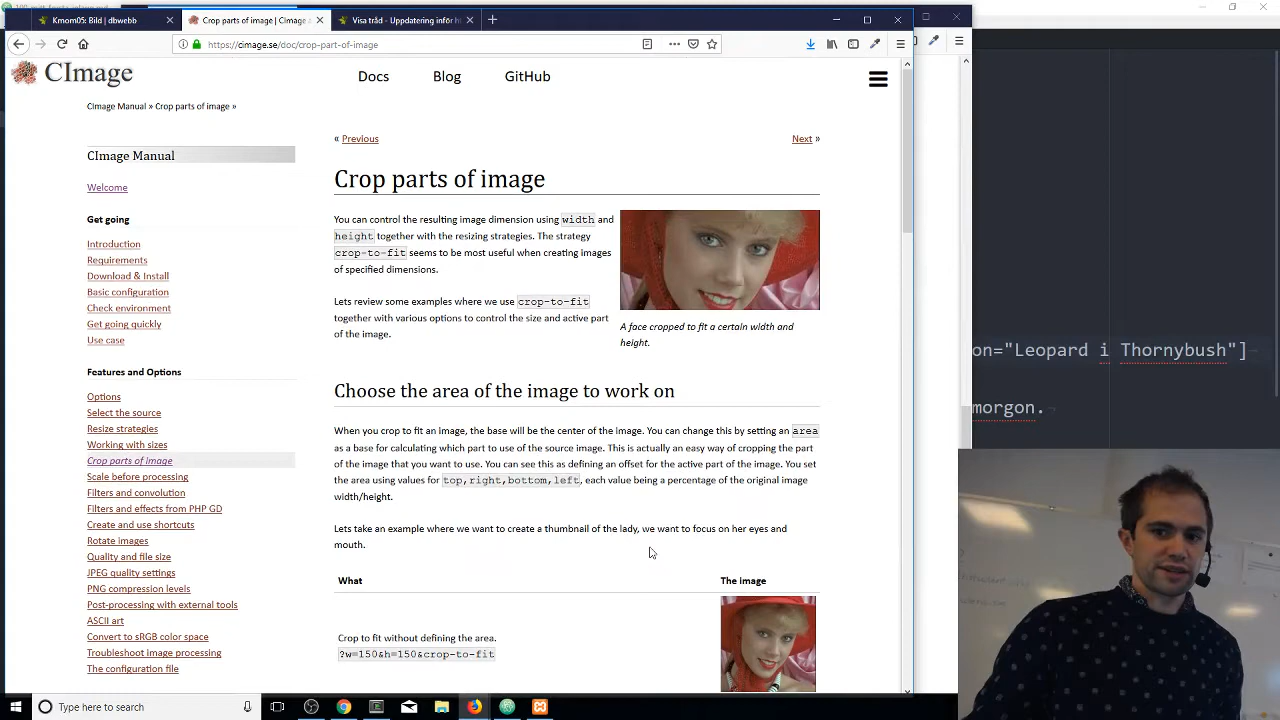 Kmom05: Bild | dbwebb
Crop parts of image | CImage a
Visa tråd - Uppdatering inför h
https://cimage.se/doc/crop-part-of-image
CImage
Docs
Blog
GitHub
CImage Manual » Crop parts of image »
« Previous
Next »
CImage Manual
Welcome
Get going
Introduction
Requirements
Download & Install
Basic configuration
Check environment
Get going quickly
Use case
Features and Options
Options
Select the source
Resize strategies
Working with sizes
Crop parts of image
Scale before processing
Filters and convolution
Filters and effects from PHP GD
Create and use shortcuts
Rotate images
Quality and file size
JPEG quality settings
PNG compression levels
Post-processing with external tools
ASCII art
Convert to sRGB color space
Troubleshoot image processing
The configuration file
Crop parts of image
You can control the resulting image dimension using width and
height together with the resizing strategies. The strategy
crop-to-fit seems to be most useful when creating images
of specified dimensions.
Lets review some examples where we use crop-to-fit
together with various options to control the size and active part
of the image.
A face cropped to fit a certain width and
height.
Choose the area of the image to work on
When you crop to fit an image, the base will be the center of the image. You can change this by setting an area
as a base for calculating which part to use of the source image. This is actually an easy way of cropping the part
of the image that you want to use. You can see this as defining an offset for the active part of the image. You set
the area using values for top,right,bottom,left, each value being a percentage of the original image
width/height.
Lets take an example where we want to create a thumbnail of the lady, we want to focus on her eyes and
mouth.
What
The image
Crop to fit without defining the area.
?w=150&h=150&crop-to-fit
on="Leopard i Thornybush"]
morgon.
Type here to search